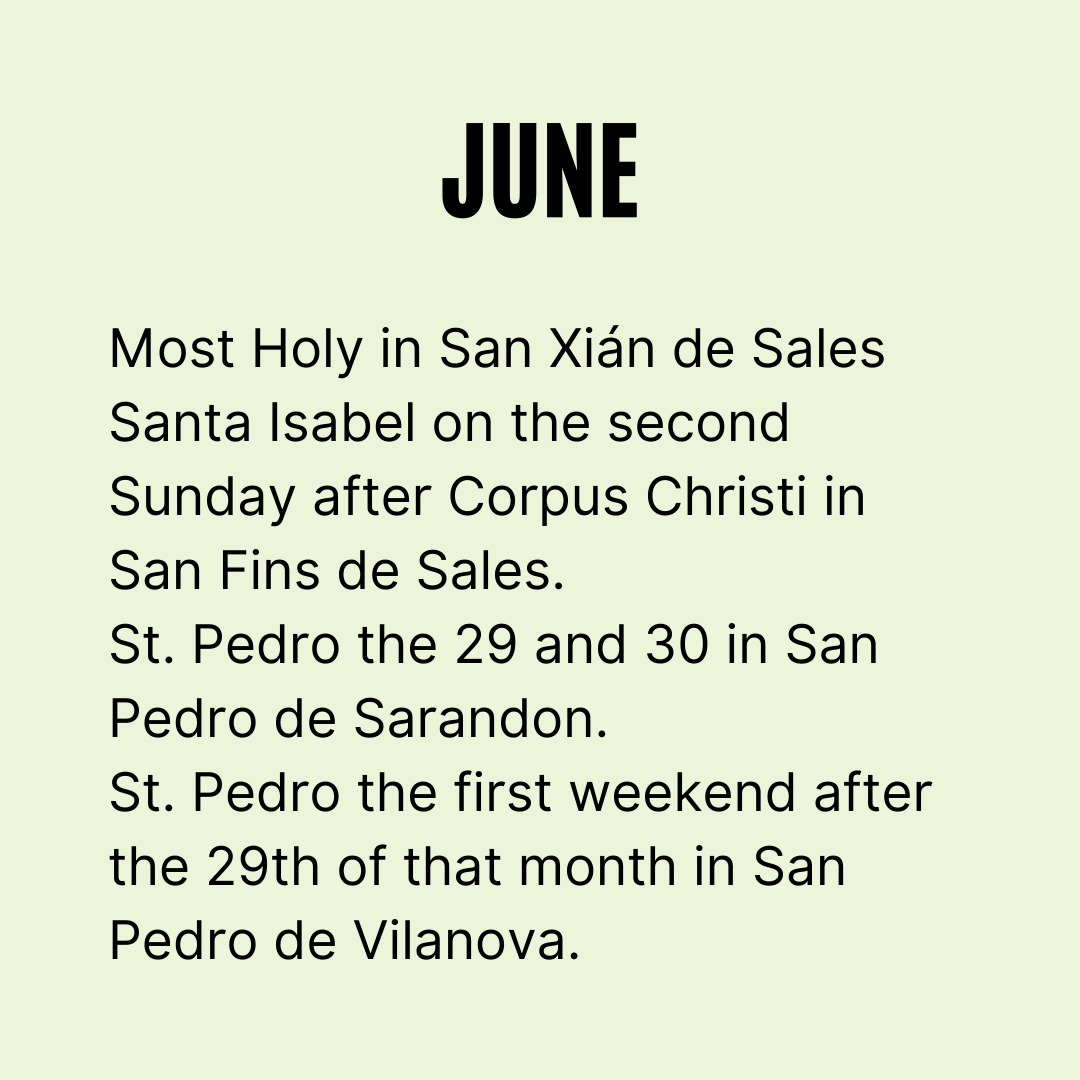 JUNE
Most Holy in San Xián de Sales
Santa Isabel on the second
Sunday after Corpus Christi in
San Fins de Sales.
St. Pedro the 29 and 30 in San
Pedro de Sarandon.
St. Pedro the first weekend after
the 29th of that month in San
Pedro de Vilanova.